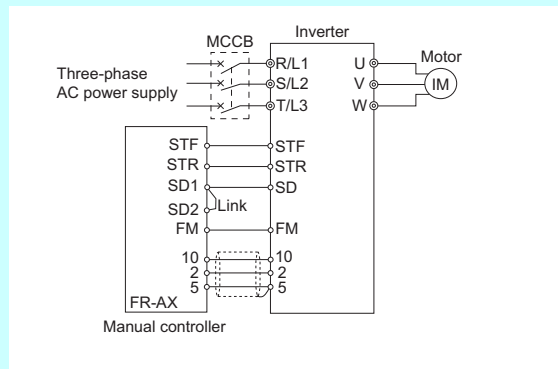 Inverter
MCCB
Motor
Three-phase
AC power supply
R/L1
S/L2
T/L3
U
V
W
IM
STF
STR
SD1
SD2
Link
FM
10
2
5
FR-AX
STF
STR
SD
FM
10
2
5
Manual controller